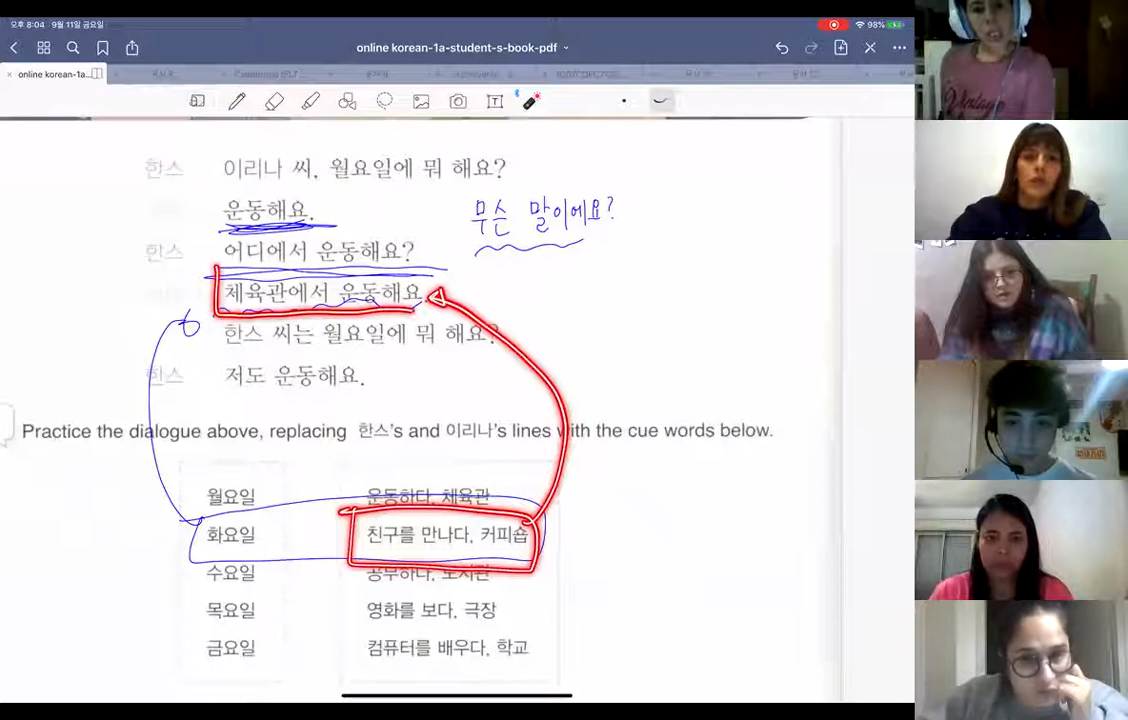 오후 8:04 9월 11일 금요일
98%
online korean-1a-student-s-book-pdf
online korean-1a...
한스 이리나 씨, 월요일에 뭐 해요?
운동해요.
무슨 말이에요?
한스 어디에서 운동해요?
체육관에서 운동해요.
한스 씨는 월요일에 뭐 해요?
한스 저도 운동해요.
Practice the dialogue above, replacing 한스's and 이리나's lines with the cue words below.
월요일 운동하다, 체육관
화요일 친구를 만나다, 커피숍
수요일 공부하다, 도서관
목요일 영화를 보다, 극장
금요일 컴퓨터를 배우다, 학교